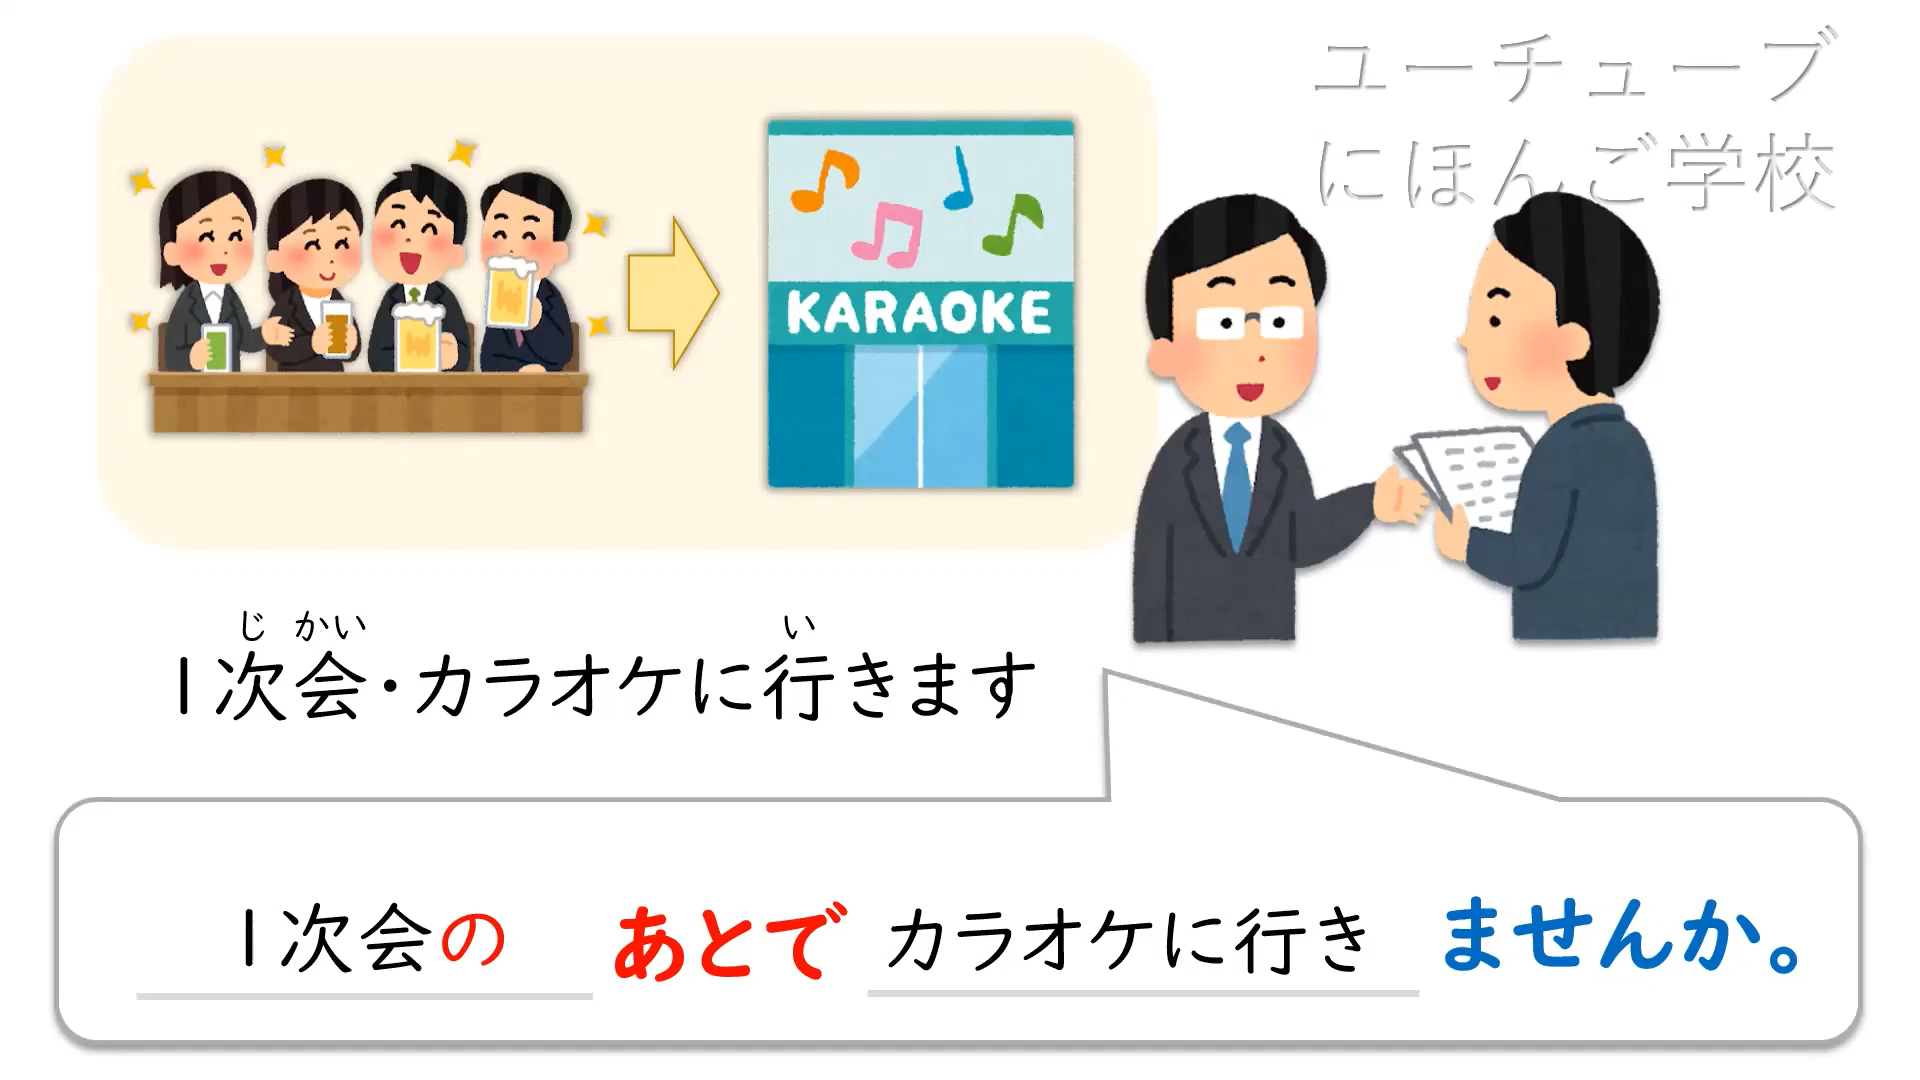 ユーチューブ
にほんご学校
KARAOKE
じ かい い
1次会・カラオケに行きます
1次会の あとで カラオケに行き ませんか。